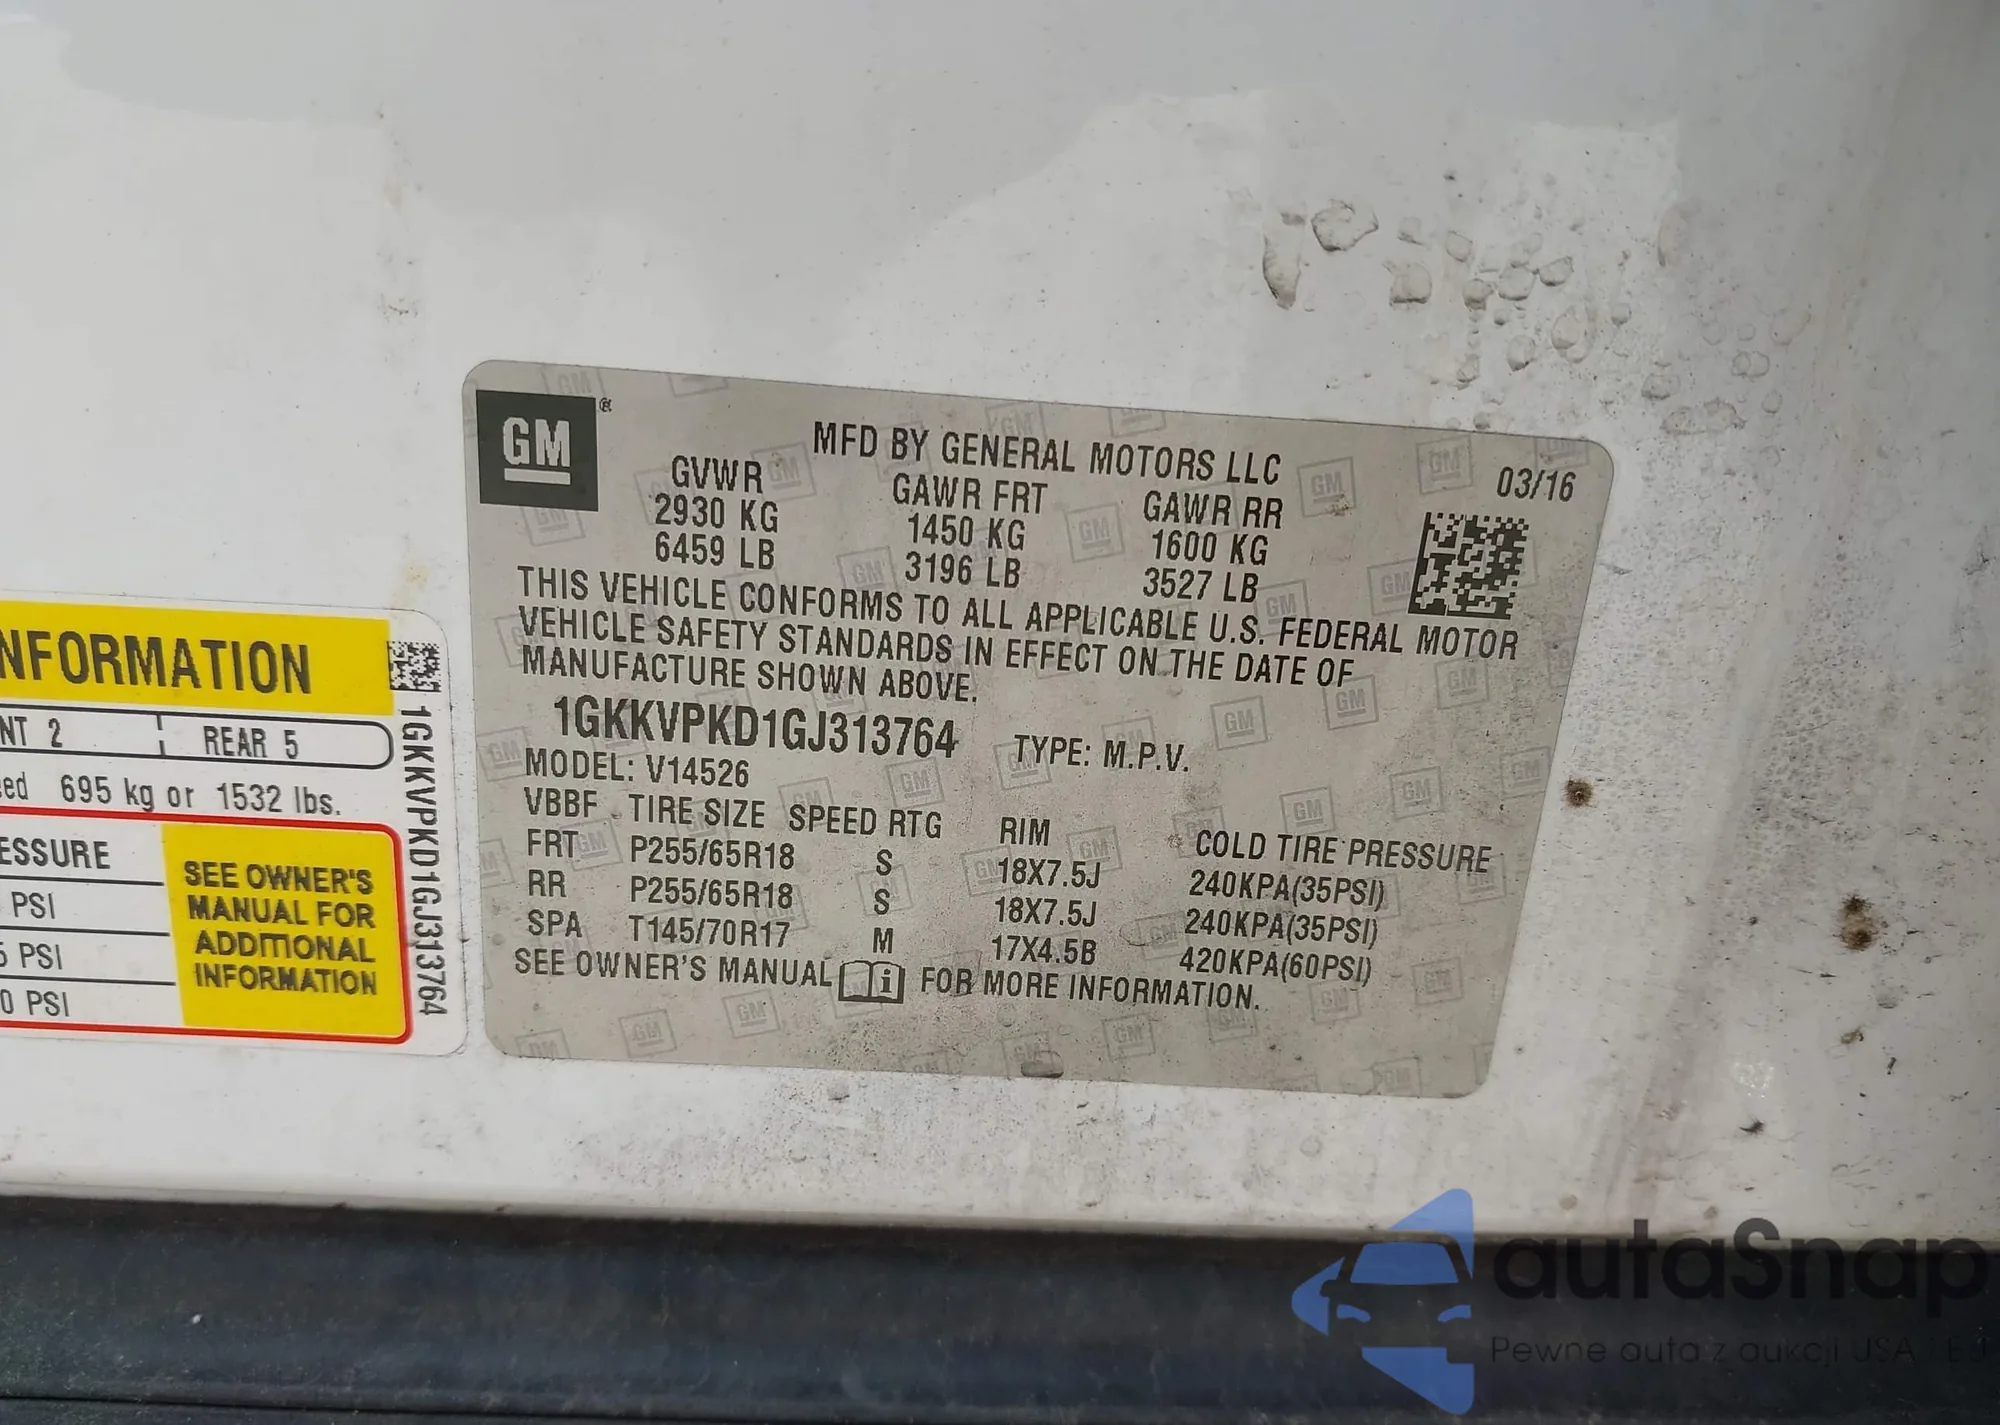 GM ®
MFD BY GENERAL MOTORS LLC
03/16
GVWR GAWR FRT GAWR RR
2930 KG 1450 KG 1600 KG
6459 LB 3196 LB 3527 LB
THIS VEHICLE CONFORMS TO ALL APPLICABLE U.S. FEDERAL MOTOR
VEHICLE SAFETY STANDARDS IN EFFECT ON THE DATE OF
MANUFACTURE SHOWN ABOVE.
1GKKVPKD1GJ313764 TYPE: M.P.V.
MODEL: V14526
VBBF TIRE SIZE SPEED RTG RIM COLD TIRE PRESSURE
FRT P255/65R18 S 18X7.5J 240KPA(35PSI)
RR P255/65R18 S 18X7.5J 240KPA(35PSI)
SPA T145/70R17 M 17X4.5B 420KPA(60PSI)
SEE OWNER'S MANUAL i FOR MORE INFORMATION.
NFORMATION
NT 2 REAR 5
eed 695 kg or 1532 lbs.
ESSURE
PSI
5 PSI
0 PSI
SEE OWNER'S
MANUAL FOR
ADDITIONAL
INFORMATION
1GKKVPKD1GJ313764
autaSnap
Pewne auta z aukcji USA i EU